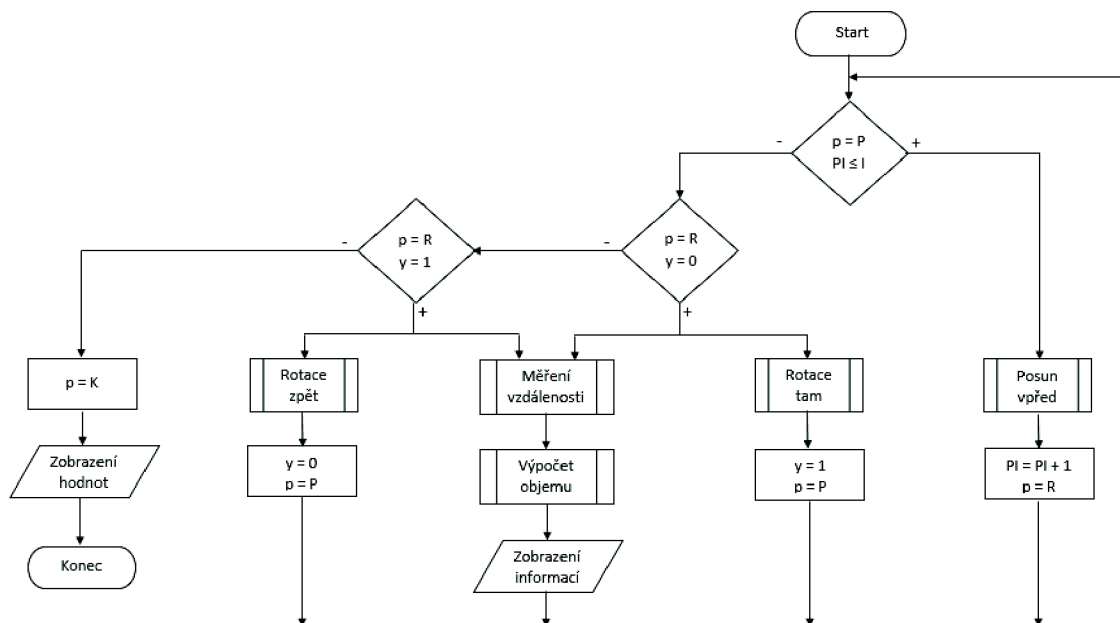 Start
p = P
PI ≤ I
-
+
p = R
y = 1
-
+
p = R
y = 0
-
+
p = K
Zobrazení
hodnot
Konec
Rotace
zpět
y = 0
p = P
Měření
vzdálenosti
Výpočet
objemu
Zobrazení
informací
Rotace
tam
y = 1
p = P
Posun
vpřed
PI = PI + 1
p = R